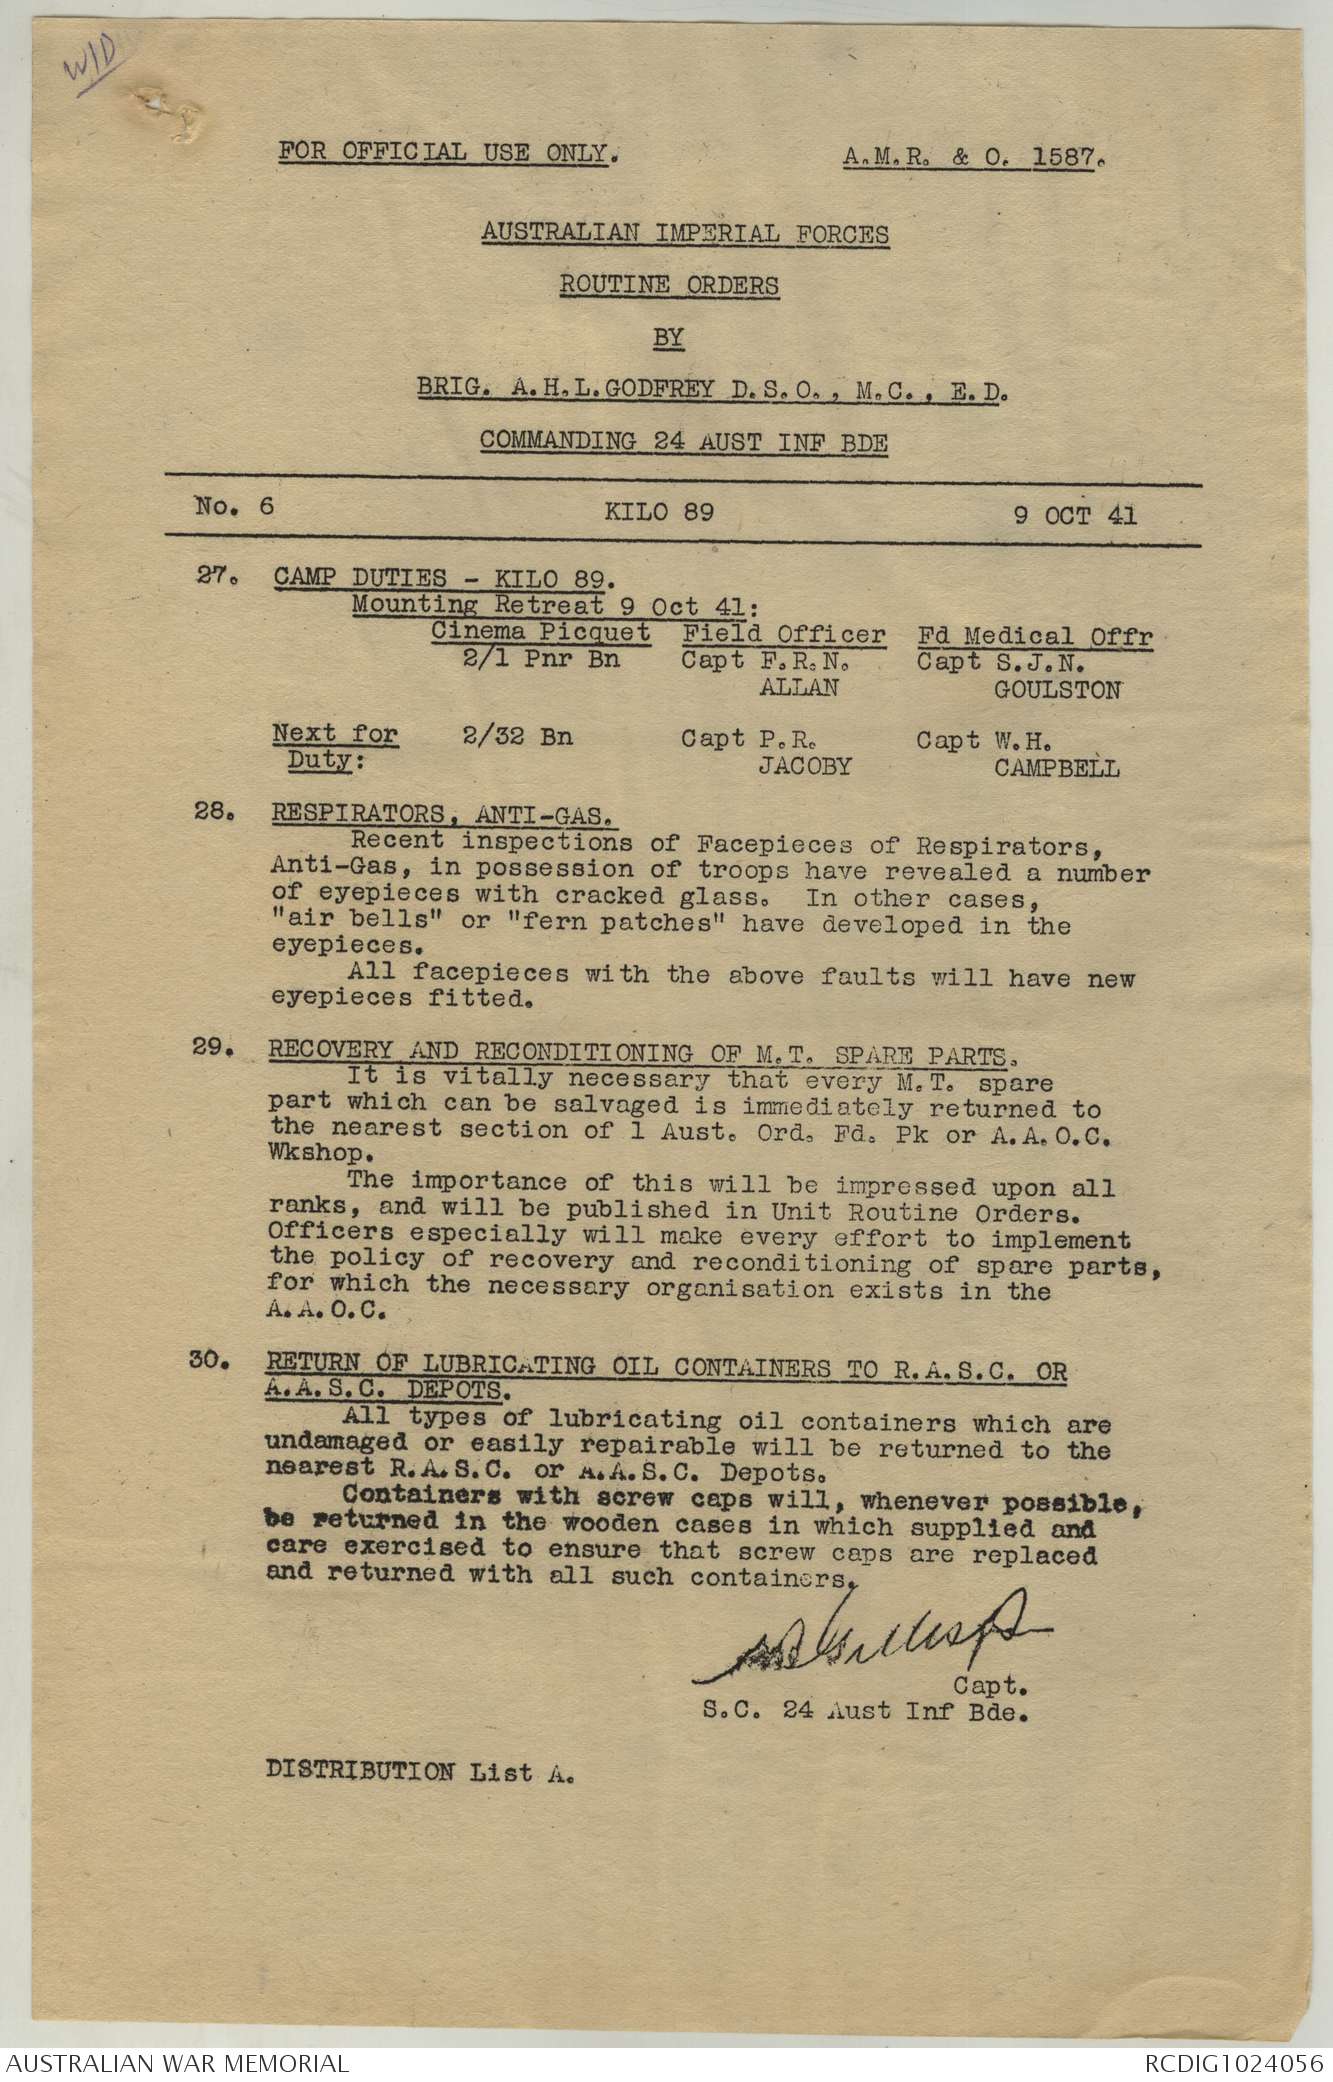 W/D
FOR OFFICIAL USE ONLY. A.M.R. & O. 1587.
AUSTRALIAN IMPERIAL FORCES
ROUTINE ORDERS
BY
BRIG. A.H.L.GODFREY D.S.O., M.C., E.D.
COMMANDING 24 AUST INF BDE
No. 6 KILO 89 9 OCT 41
27. CAMP DUTIES - KILO 89.
Mounting Retreat 9 Oct 41:
Cinema Picquet Field Officer Fd Medical Offr
2/1 Pnr Bn Capt F.R.N. Capt S.J.N.
ALLAN GOULSTON
Next for 2/32 Bn Capt P.R. Capt W.H.
Duty: JACOBY CAMPBELL
28. RESPIRATORS, ANTI-GAS.
Recent inspections of Facepieces of Respirators,
Anti-Gas, in possession of troops have revealed a number
of eyepieces with cracked glass. In other cases,
"air bells" or "fern patches" have developed in the
eyepieces.
All facepieces with the above faults will have new
eyepieces fitted.
29. RECOVERY AND RECONDITIONING OF M.T. SPARE PARTS.
It is vitally necessary that every M.T. spare
part which can be salvaged is immediately returned to
the nearest section of 1 Aust. Ord. Fd. Pk or A.A.O.C.
Wkshop.
The importance of this will be impressed upon all
ranks, and will be published in Unit Routine Orders.
Officers especially will make every effort to implement
the policy of recovery and reconditioning of spare parts,
for which the necessary organisation exists in the
A.A.O.C.
30. RETURN OF LUBRICATING OIL CONTAINERS TO R.A.S.C. OR
A.A.S.C. DEPOTS.
All types of lubricating oil containers which are
undamaged or easily repairable will be returned to the
nearest R.A.S.C. or A.A.S.C. Depots.
Containers with screw caps will, whenever possible,
be returned in the wooden cases in which supplied and
care exercised to ensure that screw caps are replaced
and returned with all such containers.
Capt.
S.C. 24 Aust Inf Bde.
DISTRIBUTION List A.
AUSTRALIAN WAR MEMORIAL RCDIG1024056